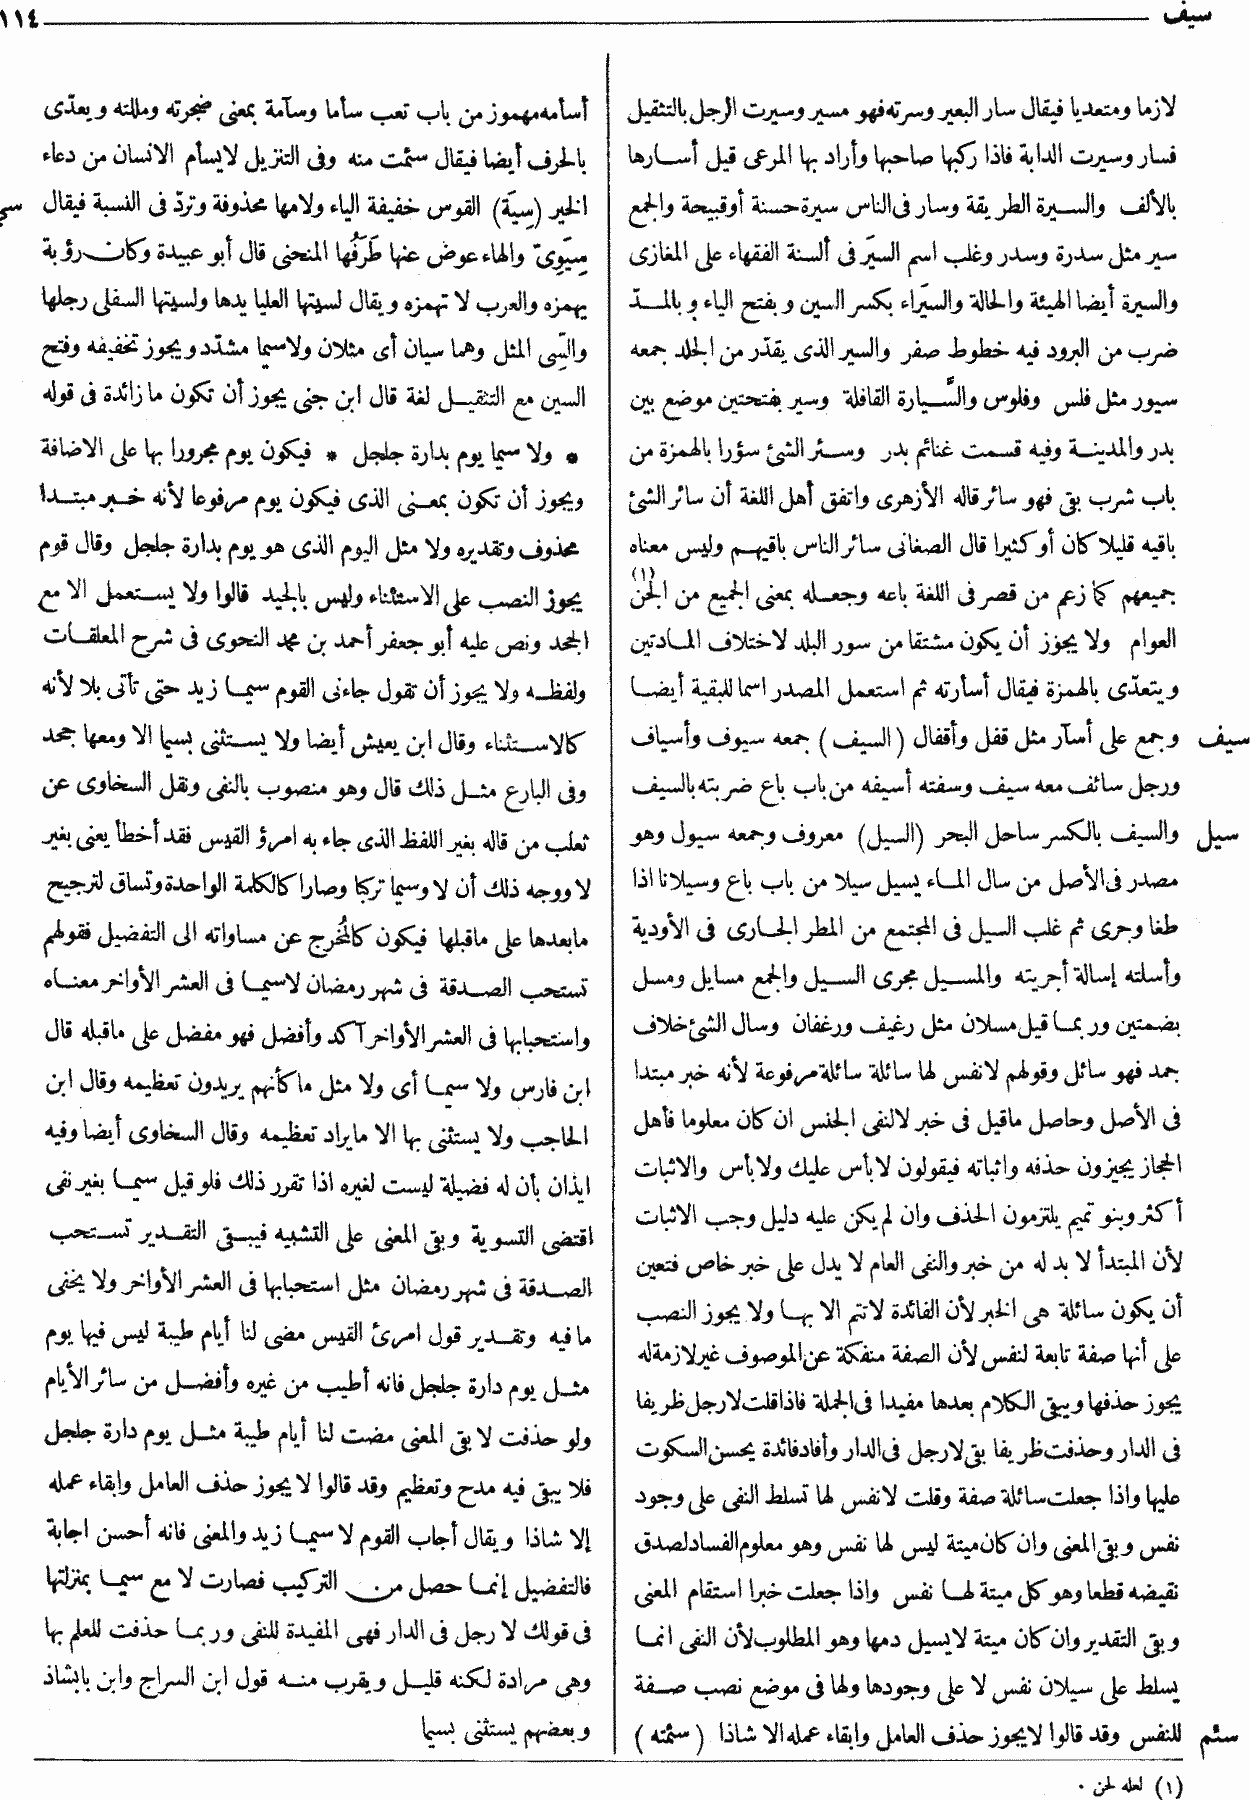 سيف
١١٤
لازما ومتعديا فيقال سار البعير وسرته فهو مسير وسيرت الرجل بالتثقيل
فسار وسيرت الدابة فاذا ركبها صاحبها وأراد بها المرعى قيل أسارها
بالألف والسيرة الطريقة وسار فى الناس سيرة حسنة أو قبيحة والجمع
سير مثل سدرة وسدر وغلب اسم السيَر فى ألسنة الفقهاء على المغازى
والسيرة أيضا الهيئة والحالة والسيَراء بكسر السين وبفتح الياء وبالمدّ
ضرب من البرود فيه خطوط صفر والسير الذى يقدّر من الجلد جمعه
سيور مثل فلس وفلوس والسَّيارة القافلة وسير بفتحتين موضع بين
بدر والمدينة وفيه قسمت غنائم بدر وسئر الشئ سؤرا بالهمزة من
باب شرب بقى فهو سائر قاله الأزهرى واتفق أهل اللغة أن سائر الشئ
باقيه قليلا كان أو كثيرا قال الصغانى سائر الناس باقيهم وليس معناه
جميعهم كما زعم من قصر فى اللغة باعه وجعله بمعنى الجميع من الجن (١)
العوام ولا يجوز أن يكون مشتقا من سور البلد لاختلاف المادتين
ويتعدّى بالهمزة فيقال أسأرته ثم استعمل المصدر اسما للبقية أيضا
سيف وجمع على أسآر مثل قفل وأقفال (السيف) جمعه سيوف وأسياف
ورجل سائف معه سيف وسفته أسيفه من باب باع ضربته بالسيف
سيل والسيف بالكسر ساحل البحر (السيل) معروف وجمعه سيول وهو
مصدر فى الأصل من سال الماء يسيل سيلا من باب باع وسيلانا اذا
طغا وجرى ثم غلب السيل فى المجتمع من المطر الجارى فى الأودية
وأسلته إسالة أجريته والمسيل مجرى السيل والجمع مسايل ومسل
بضمتين وربما قيل مسلان مثل رغيف ورغفان وسال الشئ خلاف
جمد فهو سائل وقولهم لا نفس لها سائلة سائلة مرفوعة لأنه خبر مبتدا
فى الأصل وحاصل ماقيل فى خبر لا لنفى الجنس ان كان معلوما فأهل
الحجاز يجيزون حذفه واثباته فيقولون لا بأس عليك ولا بأس والاثبات
أكثر وبنو تميم يلتزمون الحذف وان لم يكن عليه دليل وجب الاثبات
لأن المبتدأ لا بد له من خبر والنفى العام لا يدل على خبر خاص فتعين
أن يكون سائلة هى الخبر لأن الفائدة لا تتم الا بها ولا يجوز النصب
على أنها صفة تابعة لنفس لأن الصفة منفكة عن الموصوف غير لازمة له
يجوز حذفها ويبقى الكلام بعدها مفيدا فى الجملة فاذا قلت لا رجل ظريفا
فى الدار وحذفت ظريفا بقى لا رجل فى الدار وأفاد فائدة يحسن السكوت
عليها واذا جعلت سائلة صفة وقلت لا نفس لها تسلط النفى على وجود
نفس وبقى المعنى وان كان ميتة ليس لها نفس وهو معلوم الفساد لصدق
نقيضه قطعا وهو كل ميتة لها نفس واذا جعلت خبرا استقام المعنى
وبقى التقدير وان كان ميتة لا يسيل دمها وهو المطلوب لأن النفى انما
يسلط على سيلان نفس لا على وجودها ولها فى موضع نصب صفة
سئم للنفس وقد قالوا لا يجوز حذف العامل وابقاء عمله الا شاذا (سئمته)
أسأمه مهموز من باب تعب سأما وسآمة بمعنى ضجرته ومللته ويعدّى
بالحرف أيضا فيقال سئمت منه وفى التنزيل لا يسأم الانسان من دعاء
الخير (سِيَة) القوس خفيفة الياء ولامها محذوفة وتردّ فى النسبة فيقال
سِيَوِىّ والهاء عوض عنها طَرَفُها المنحنى قال أبو عبيدة وكان رؤبة
يهمزه والعرب لا تهمزه ويقال لسيتها العليا يدها ولسيتها السفلى رجلها
والسِّى المثل وهما سيان أى مثلان ولاسيما مشدّد ويجوز تخفيفه وفتح
السين مع التثقيل لغة قال ابن جنى يجوز أن تكون ما زائدة فى قوله
* ولا سيما يوم بدارة جلجل * فيكون يوم مجرورا بها على الاضافة
ويجوز أن تكون بمعنى الذى فيكون يوم مرفوعا لأنه خبر مبتدا
محذوف وتقديره ولا مثل اليوم الذى هو يوم بدارة جلجل وقال قوم
يجوز النصب على الاستثناء وليس بالجيد قالوا ولا يستعمل الا مع
الجحد ونص عليه أبو جعفر أحمد بن محمد النحوى فى شرح المعلقات
ولفظه ولا يجوز أن تقول جاءنى القوم سيما زيد حتى تأتى بلا لأنه
كالاستثناء وقال ابن يعيش أيضا ولا يستثنى بسيما الا ومعها جحد
وفى البارع مثل ذلك قال وهو منصوب بالنفى ونقل السخاوى عن
ثعلب من قاله بغير اللفظ الذى جاء به امرؤ القيس فقد أخطأ يعنى بغير
لا ووجه ذلك أن لا وسيما تركبا وصارا كالكلمة الواحدة وتساق لترجيح
مابعدها على ماقبلها فيكون كالمُخرج عن مساواته الى التفضيل فقولهم
تستحب الصدقة فى شهر رمضان لاسيما فى العشر الأواخر معناه
واستحبابها فى العشر الأواخر آكد وأفضل فهو مفضل على ماقبله قال
ابن فارس ولا سيما أى ولا مثل ما كأنهم يريدون تعظيمه وقال ابن
الحاجب ولا يستثنى بها الا مايراد تعظيمه وقال السخاوى أيضا وفيه
ايذان بأن له فضيلة ليست لغيره اذا تقرر ذلك فلو قيل سيما بغير نفى
اقتضى التسوية وبقى المعنى على التشبيه فيبقى التقدير تستحب
الصدقة فى شهر رمضان مثل استحبابها فى العشر الأواخر ولا يخفى
ما فيه وتقدير قول امرئ القيس مضى لنا أيام طيبة ليس فيها يوم
مثل يوم دارة جلجل فانه أطيب من غيره وأفضل من سائر الأيام
ولو حذفت لا بقى المعنى مضت لنا أيام طيبة مثل يوم دارة جلجل
فلا يبقى فيه مدح وتعظيم وقد قالوا لا يجوز حذف العامل وابقاء عمله
إلا شاذا ويقال أجاب القوم لا سيما زيد والمعنى فانه أحسن اجابة
فالتفضيل إنما حصل من التركيب فصارت لا مع سيما بمنزلتها
فى قولك لا رجل فى الدار فهى المفيدة للنفى وربما حذفت للعلم بها
وهى مرادة لكنه قليل ويقرب منه قول ابن السراج وابن بابشاذ
وبعضهم يستثنى بسيما
(١) لعله لحن .